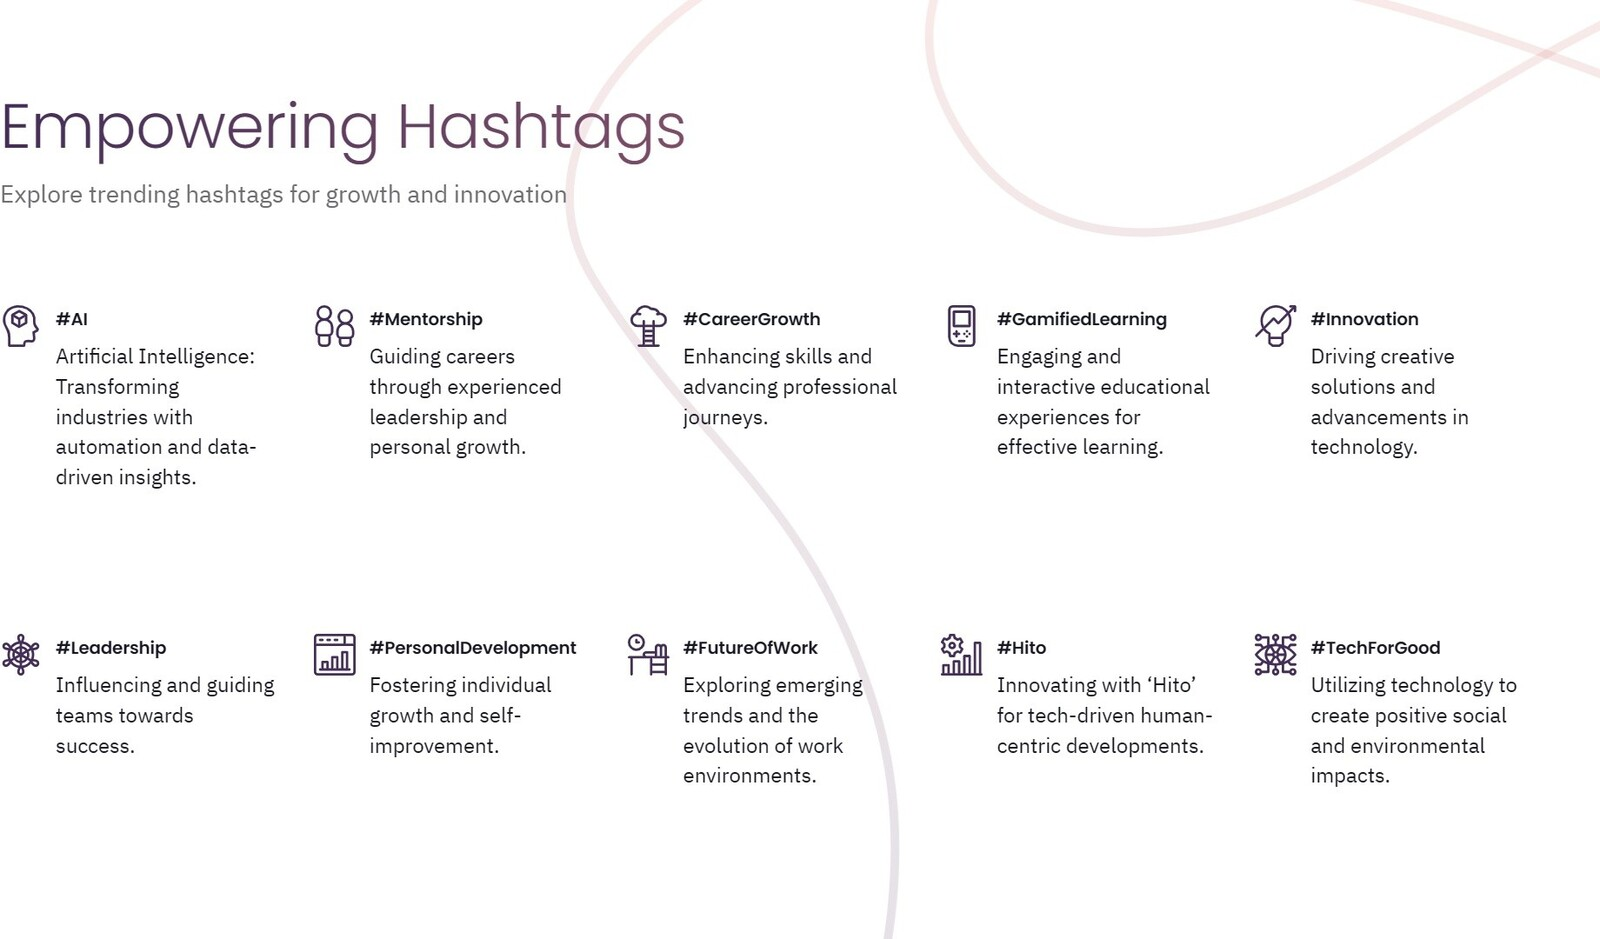 Empowering Hashtags
Explore trending hashtags for growth and innovation
#AI
Artificial Intelligence:
Transforming
industries with
automation and data-
driven insights.
#Mentorship
Guiding careers
through experienced
leadership and
personal growth.
#CareerGrowth
Enhancing skills and
advancing professional
journeys.
#GamifiedLearning
Engaging and
interactive educational
experiences for
effective learning.
#Innovation
Driving creative
solutions and
advancements in
technology.
#Leadership
Influencing and guiding
teams towards
success.
#PersonalDevelopment
Fostering individual
growth and self-
improvement.
#FutureOfWork
Exploring emerging
trends and the
evolution of work
environments.
#Hito
Innovating with ‘Hito’
for tech-driven human-
centric developments.
#TechForGood
Utilizing technology to
create positive social
and environmental
impacts.